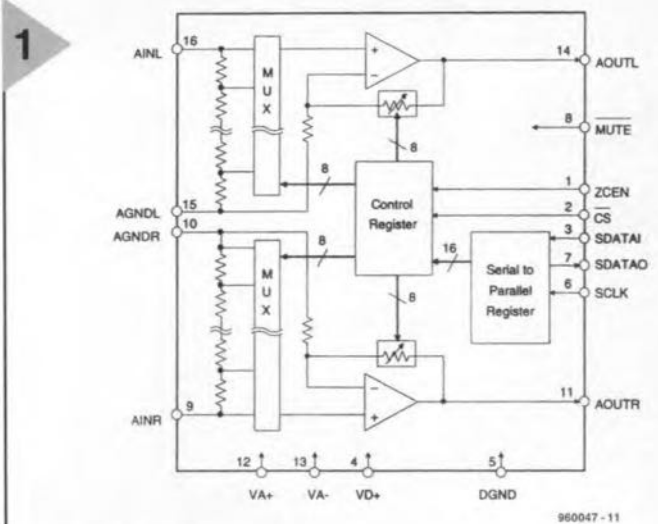 1
AINL
16
M
U
X
+
−
14
AOUTL
8
MUTE
8
8
1
ZCEN
2
CS
Control
Register
3
SDATAI
7
SDATAO
6
SCLK
16
Serial to
Parallel
Register
AGNDL
15
AGNDR
10
8
8
M
U
X
−
+
11
AOUTR
AINR
9
12
13
4
5
VA+
VA-
VD+
DGND
960047 - 11